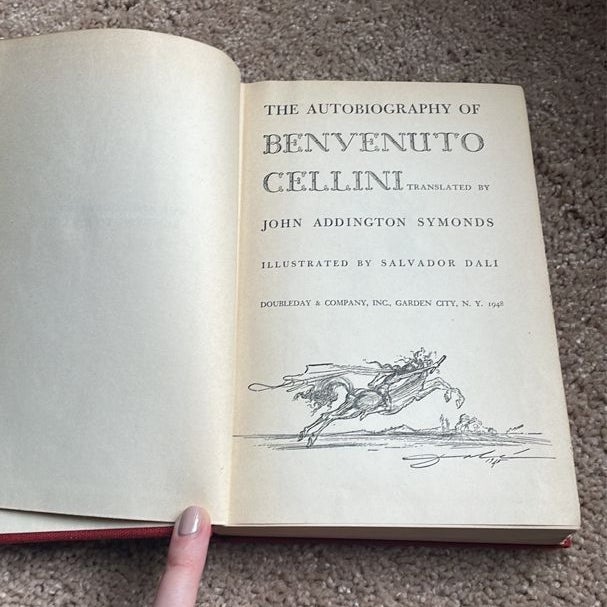 THE AUTOBIOGRAPHY OF
BENVENUTO
CELLINI TRANSLATED BY
JOHN ADDINGTON SYMONDS
ILLUSTRATED BY SALVADOR DALI
DOUBLEDAY & COMPANY, INC., GARDEN CITY, N. Y. 1948